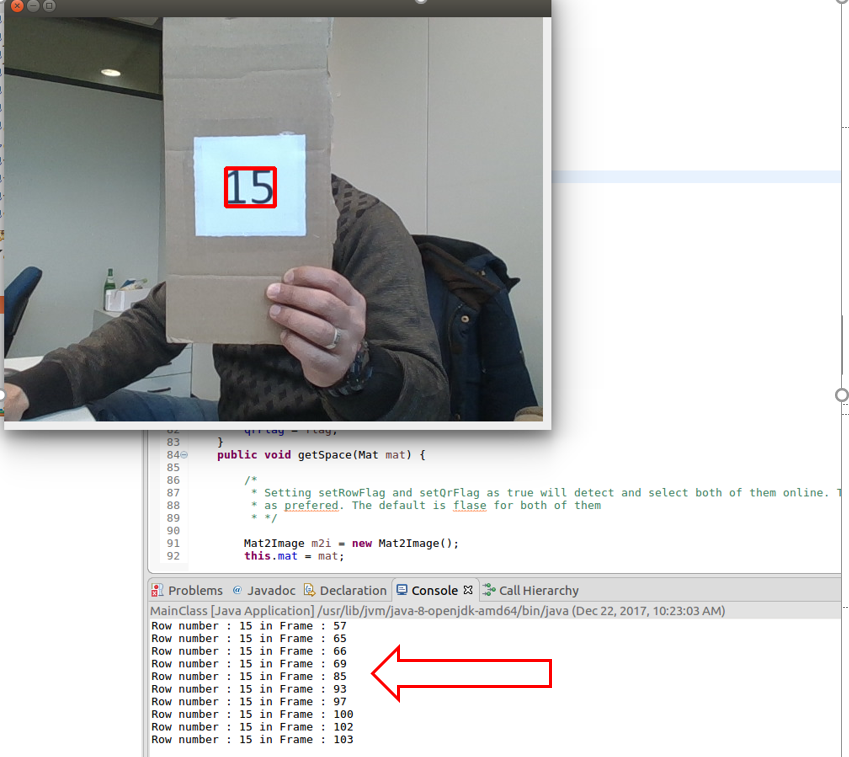 15
82 qrFlag = flag;
83 }
84 public void getSpace(Mat mat) {
85
86 /*
87 * Setting setRowFlag and setQrFlag as true will detect and select both of them online. T
88 * as prefered. The default is flase for both of them
89 * */
90
91 Mat2Image m2i = new Mat2Image();
92 this.mat = mat;
Problems @ Javadoc Declaration Console Call Hierarchy
MainClass [Java Application] /usr/lib/jvm/java-8-openjdk-amd64/bin/java (Dec 22, 2017, 10:23:03 AM)
Row number : 15 in Frame : 57
Row number : 15 in Frame : 65
Row number : 15 in Frame : 66
Row number : 15 in Frame : 69
Row number : 15 in Frame : 85
Row number : 15 in Frame : 93
Row number : 15 in Frame : 97
Row number : 15 in Frame : 100
Row number : 15 in Frame : 102
Row number : 15 in Frame : 103